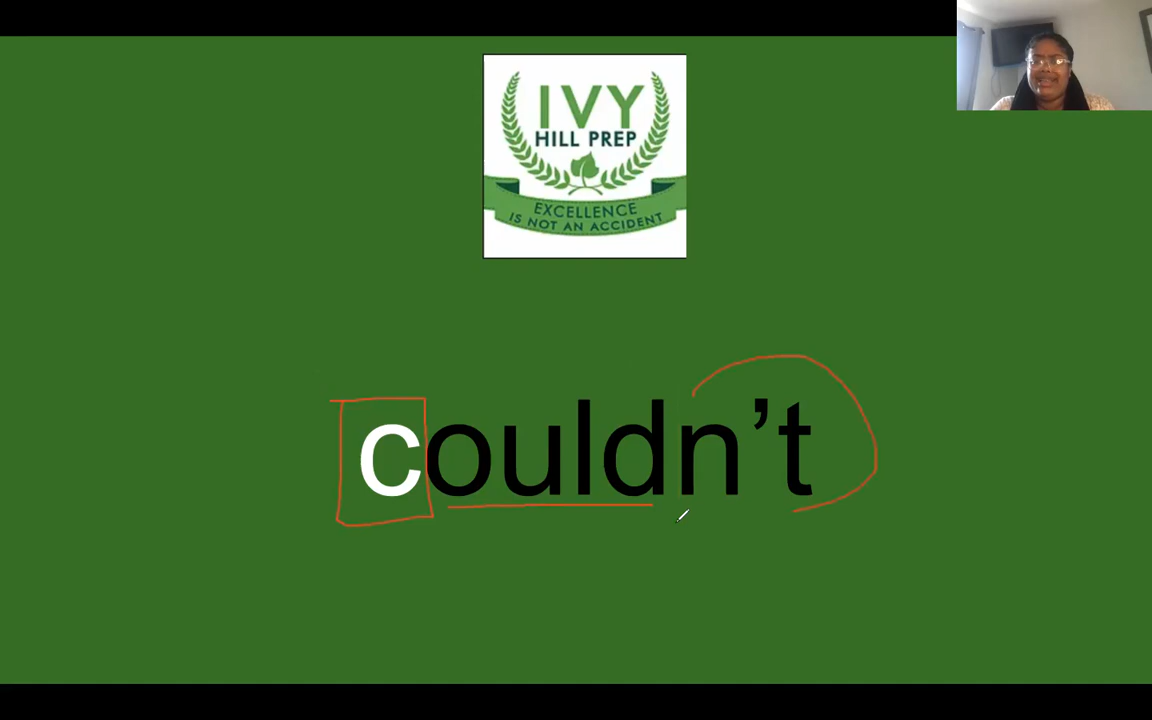 IVY
HILL PREP
EXCELLENCE
IS NOT AN ACCIDENT
couldn’t